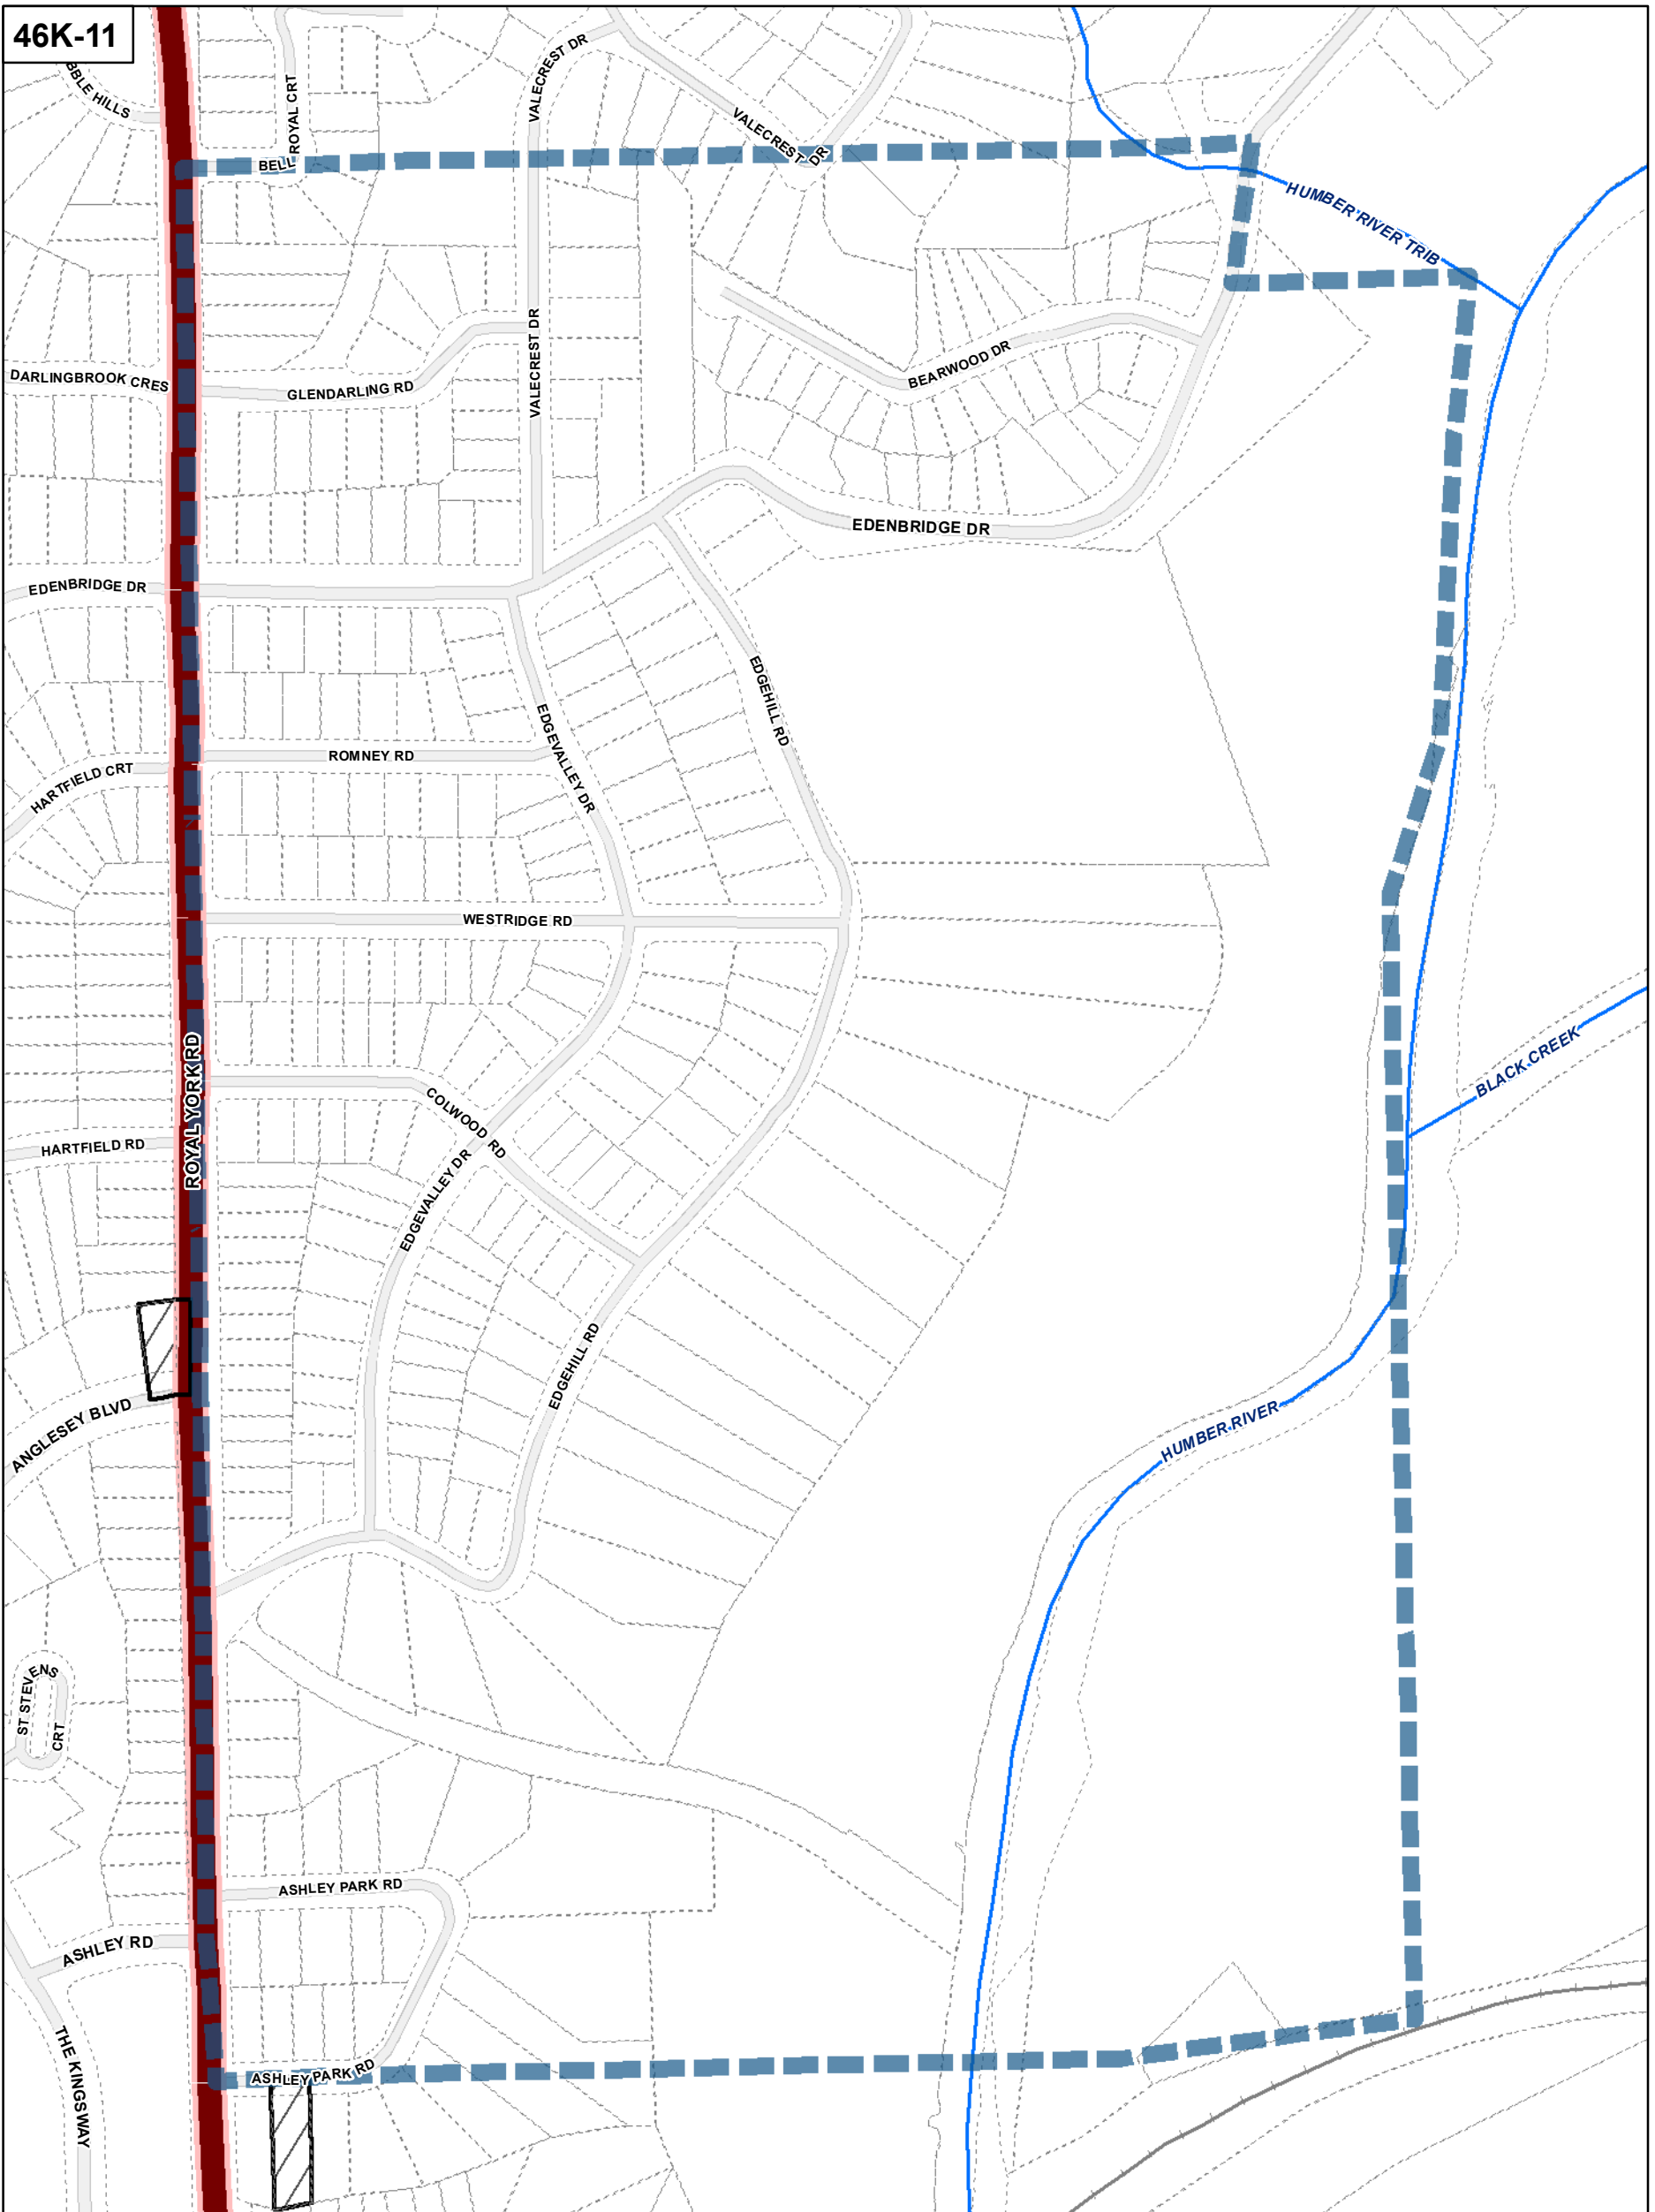 46K-11
BBLE HILLS
ROYAL CRT
BELL
VALECREST DR
VALECREST DR
HUMBER RIVER TRIB
DARLINGBROOK CRES
GLENDARLING RD
VALECREST DR
BEARWOOD DR
EDENBRIDGE DR
EDENBRIDGE DR
EDGEHILL RD
EDGEVALLEY DR
ROMNEY RD
HARTFIELD CRT
WESTRIDGE RD
ROYAL YORK RD
COLWOOD RD
BLACK CREEK
HARTFIELD RD
EDGEVALLEY DR
EDGEHILL RD
ANGLESEY BLVD
HUMBER RIVER
ST STEVENS
CRT
ASHLEY PARK RD
ASHLEY RD
THE KINGSWAY
ASHLEY PARK RD